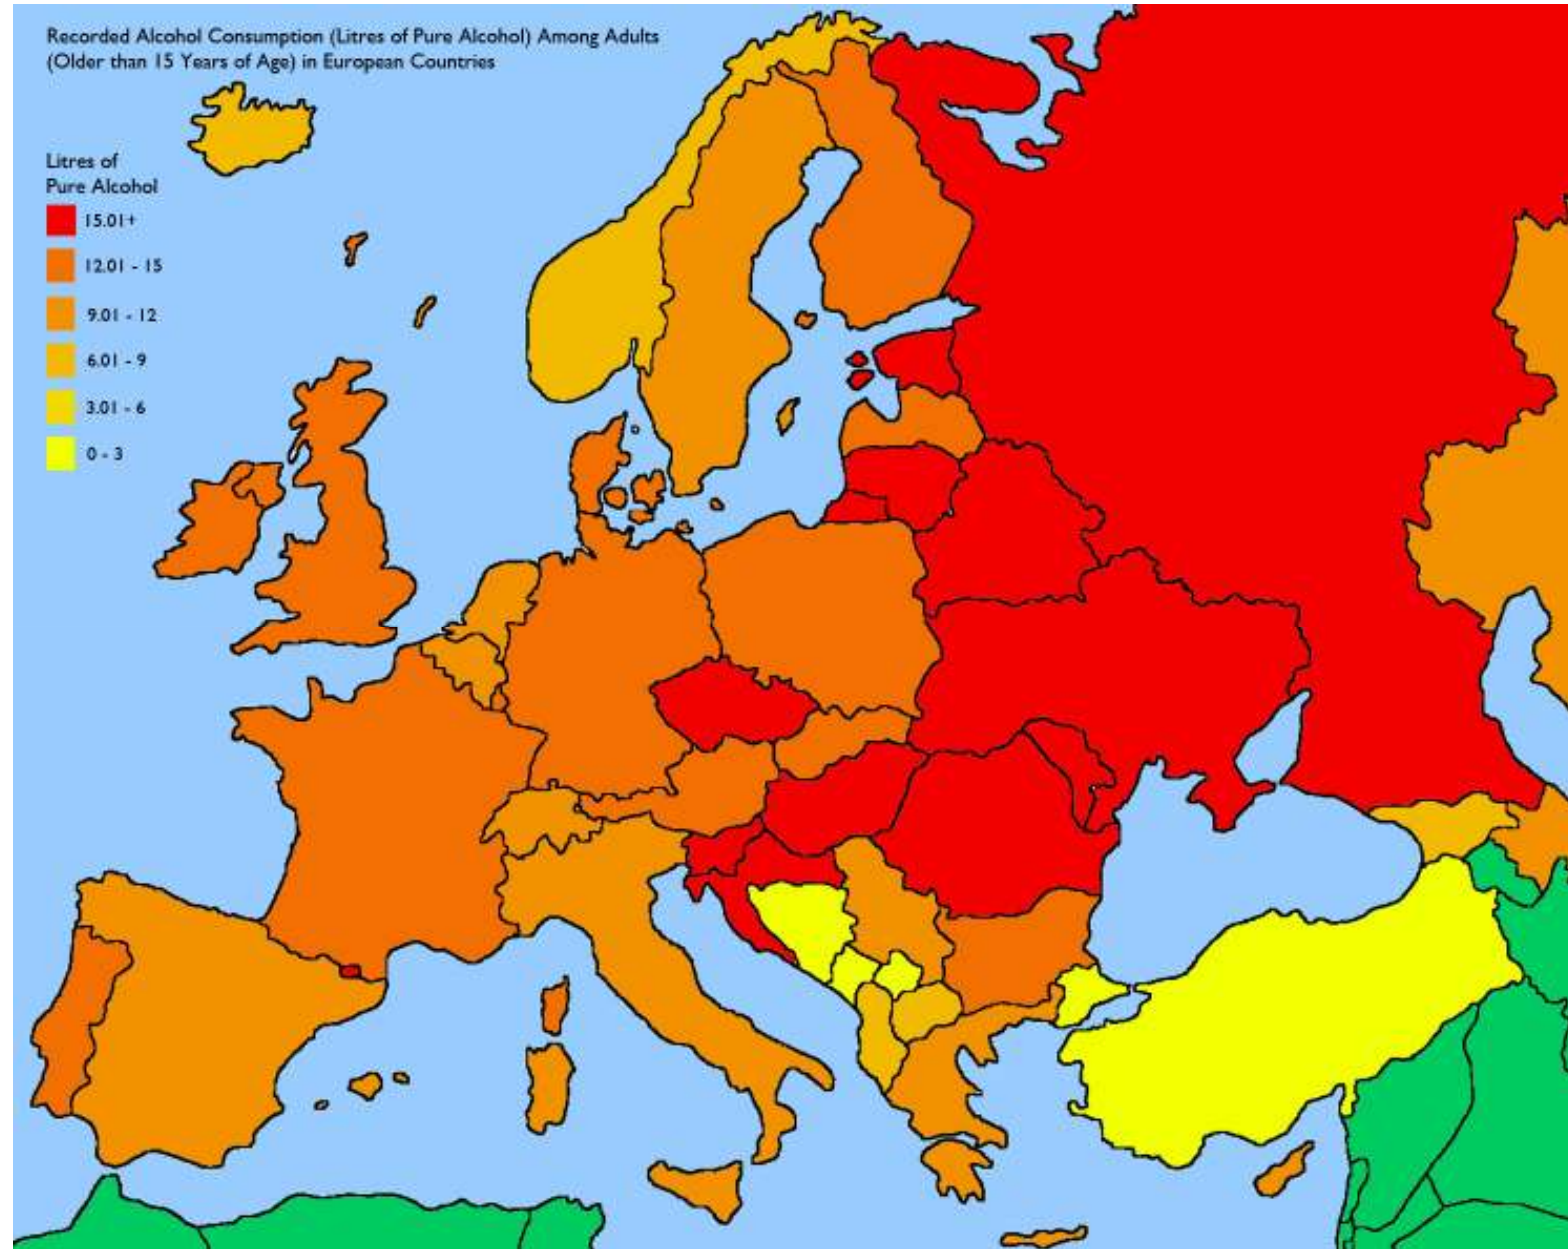 Recorded Alcohol Consumption (Litres of Pure Alcohol) Among Adults
(Older than 15 Years of Age) in European Countries
Litres of
Pure Alcohol
15.01+
12.01 - 15
9.01 - 12
6.01 - 9
3.01 - 6
0 - 3